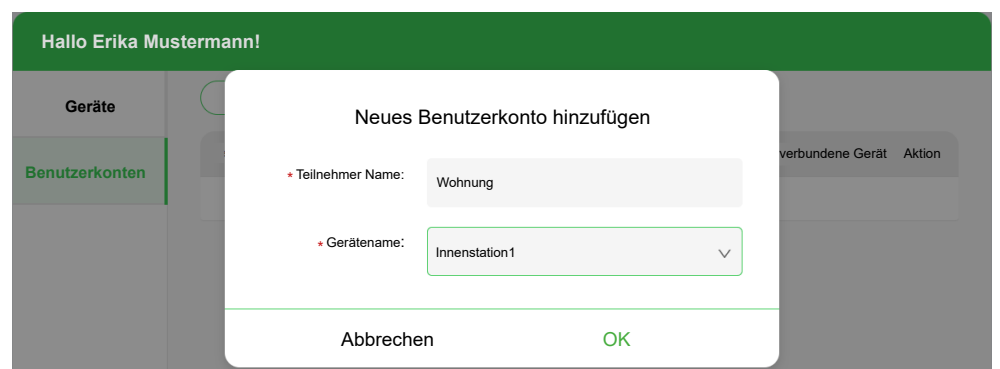 Hallo Erika Mustermann!
Geräte
Benutzerkonten
verbundene Gerät Aktion
Neues Benutzerkonto hinzufügen
* Teilnehmer Name: Wohnung
* Gerätename: Innenstation1
Abbrechen OK